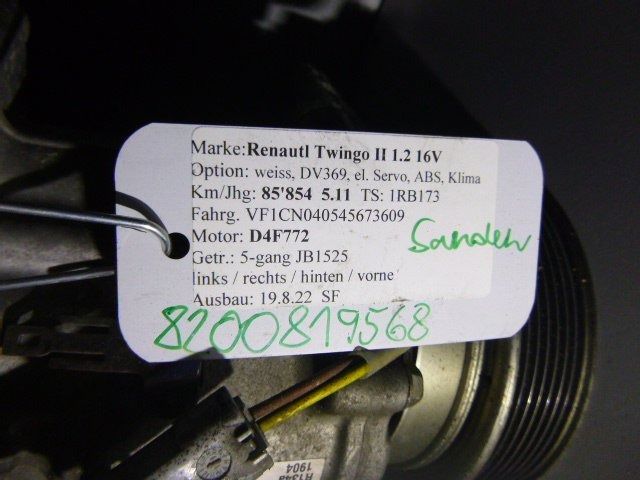 Marke:Renautl Twingo II 1.2 16V
Option: weiss, DV369, el. Servo, ABS, Klima
Km/Jhg: 85'854 5.11 TS: 1RB173
Fahrg. VF1CN040545673609
Motor: D4F772
Sanden
Getr.: 5-gang JB1525
links / rechts / hinten / vorne
Ausbau: 19.8.22 SF
8200819568
R134a
1904